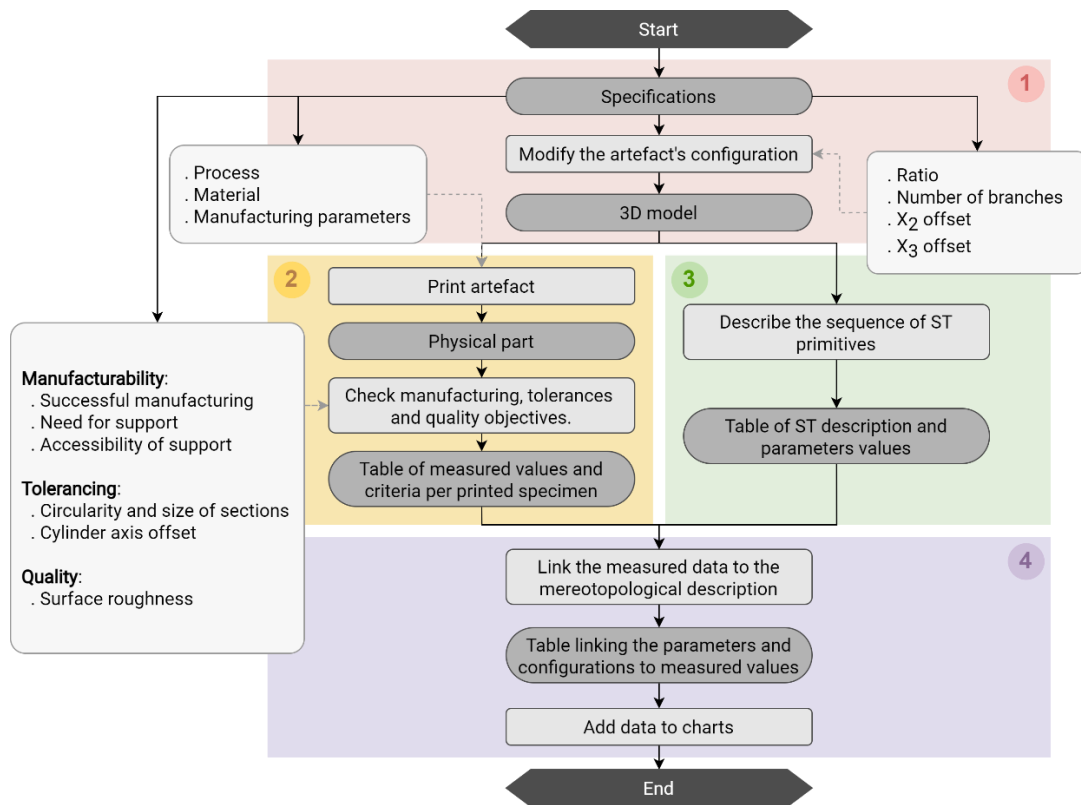 Start
1
Specifications
Modify the artefact's configuration
3D model
. Process
. Material
. Manufacturing parameters
. Ratio
. Number of branches
. X₂ offset
. X₃ offset
2
Print artefact
Physical part
Check manufacturing, tolerances
and quality objectives.
Table of measured values and
criteria per printed specimen
3
Describe the sequence of ST
primitives
Table of ST description and
parameters values
Manufacturability:
. Successful manufacturing
. Need for support
. Accessibility of support
Tolerancing:
. Circularity and size of sections
. Cylinder axis offset
Quality:
. Surface roughness
4
Link the measured data to the
mereotopological description
Table linking the parameters and
configurations to measured values
Add data to charts
End